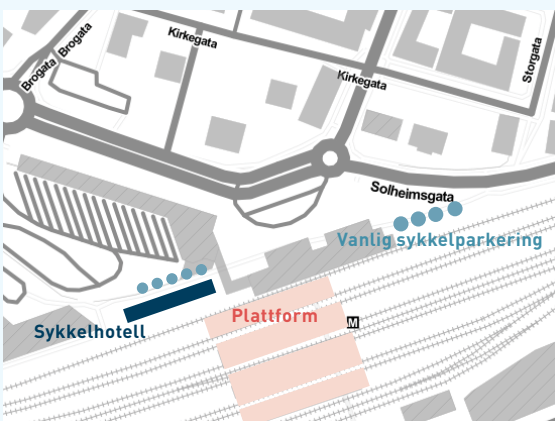 Brogata
Brogata
Kirkegata
Kirkegata
Storgata
Solheimsgata
Vanlig sykkelparkering
Plattform
M
Sykkelhotell